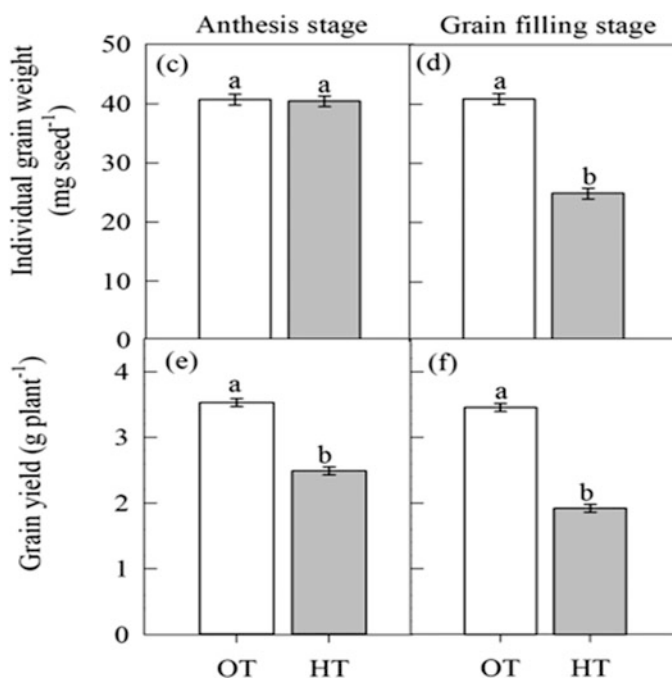 Anthesis stage Grain filling stage
Individual grain weight
(mg seed⁻¹)
50
40
30
20
10
0
(c)
a
a
(d)
a
b
Grain yield (g plant⁻¹)
4
3
2
1
0
(e)
a
b
(f)
a
b
OT HT OT HT